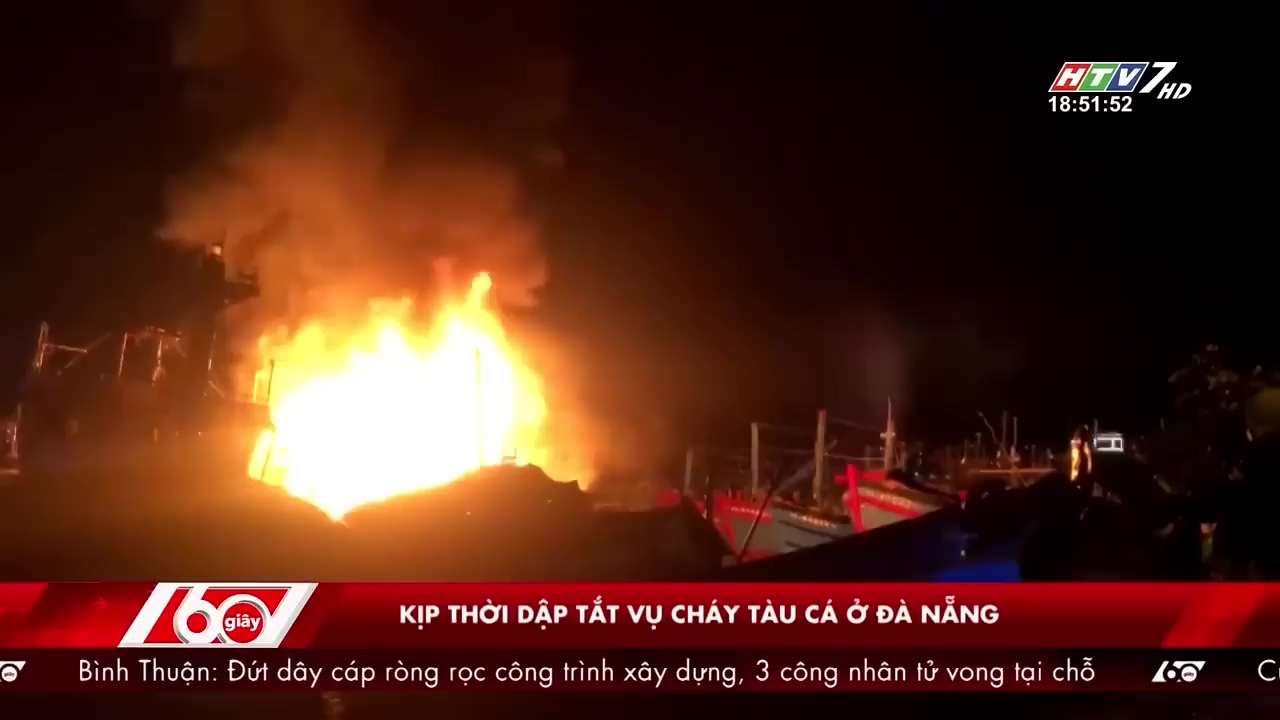 HTV7 HD
18:51:52
60 giây
KỊP THỜI DẬP TẮT VỤ CHÁY TÀU CÁ Ở ĐÀ NẴNG
Bình Thuận: Đứt dây cáp ròng rọc công trình xây dựng, 3 công nhân tử vong tại chỗ